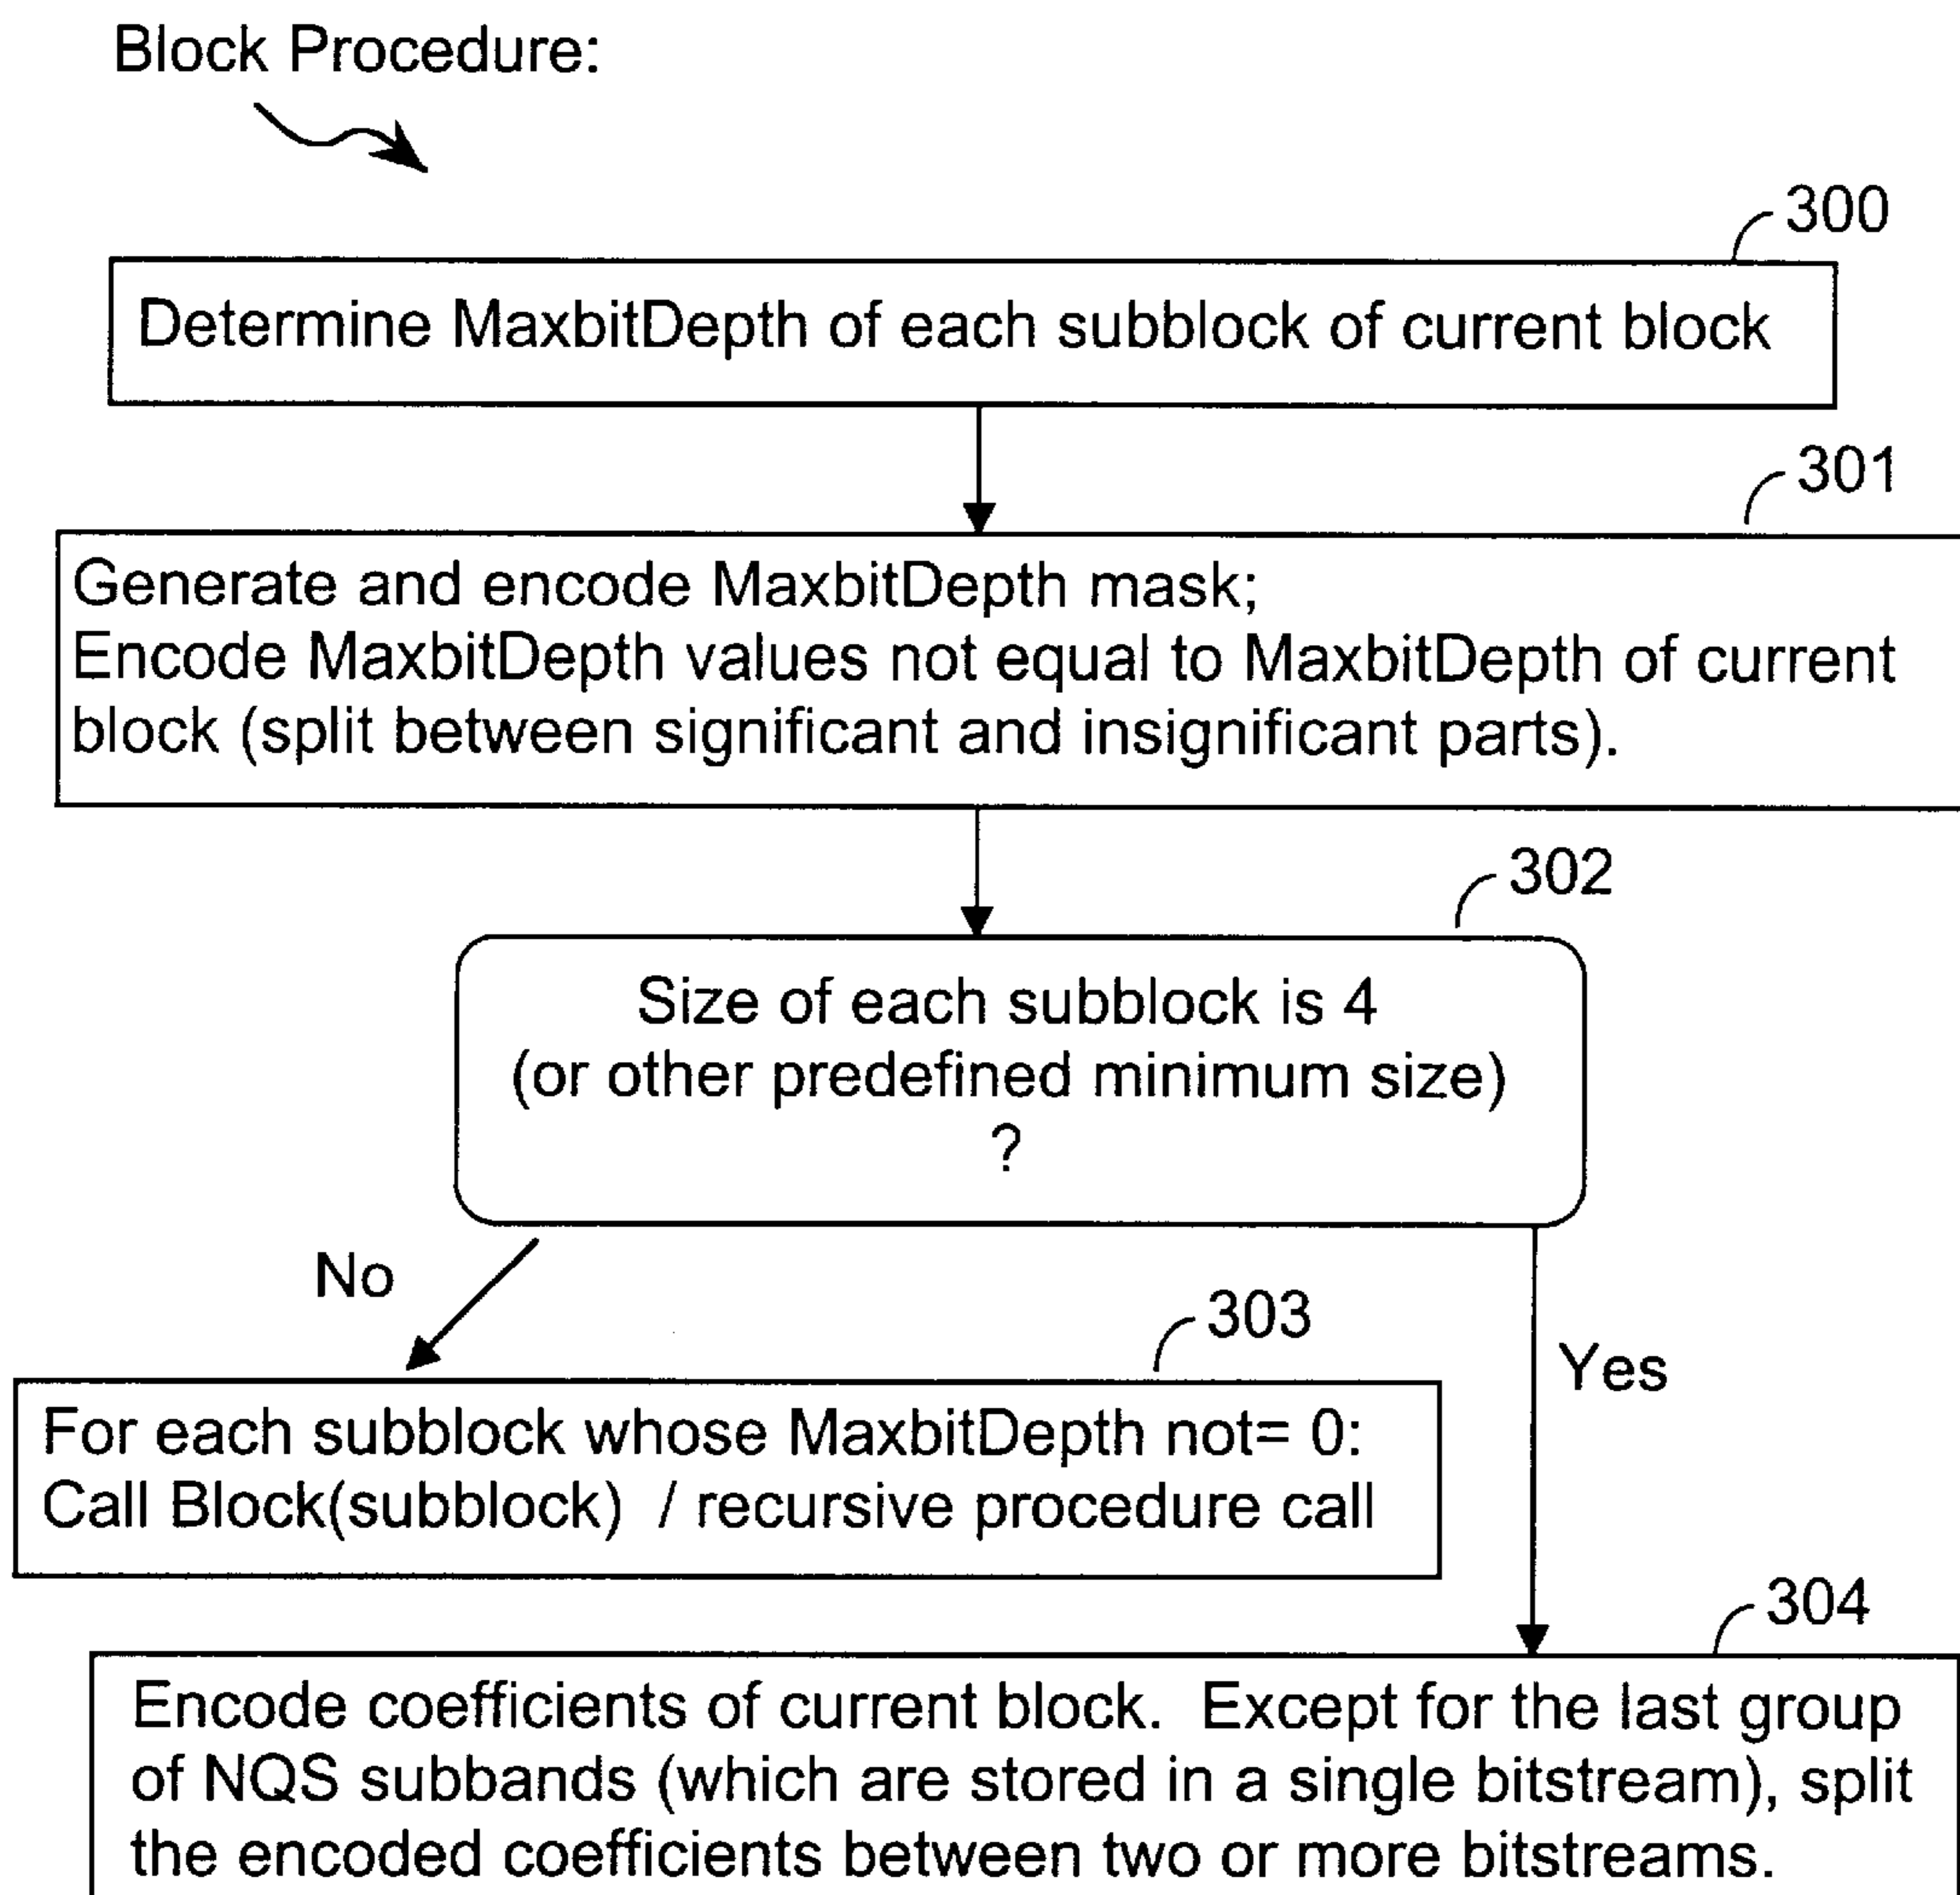 Block Procedure:
300
Determine MaxbitDepth of each subblock of current block
301
Generate and encode MaxbitDepth mask;
Encode MaxbitDepth values not equal to MaxbitDepth of current
block (split between significant and insignificant parts).
302
Size of each subblock is 4
(or other predefined minimum size)
?
No
303
Yes
For each subblock whose MaxbitDepth not= 0:
Call Block(subblock) / recursive procedure call
304
Encode coefficients of current block. Except for the last group
of NQS subbands (which are stored in a single bitstream), split
the encoded coefficients between two or more bitstreams.